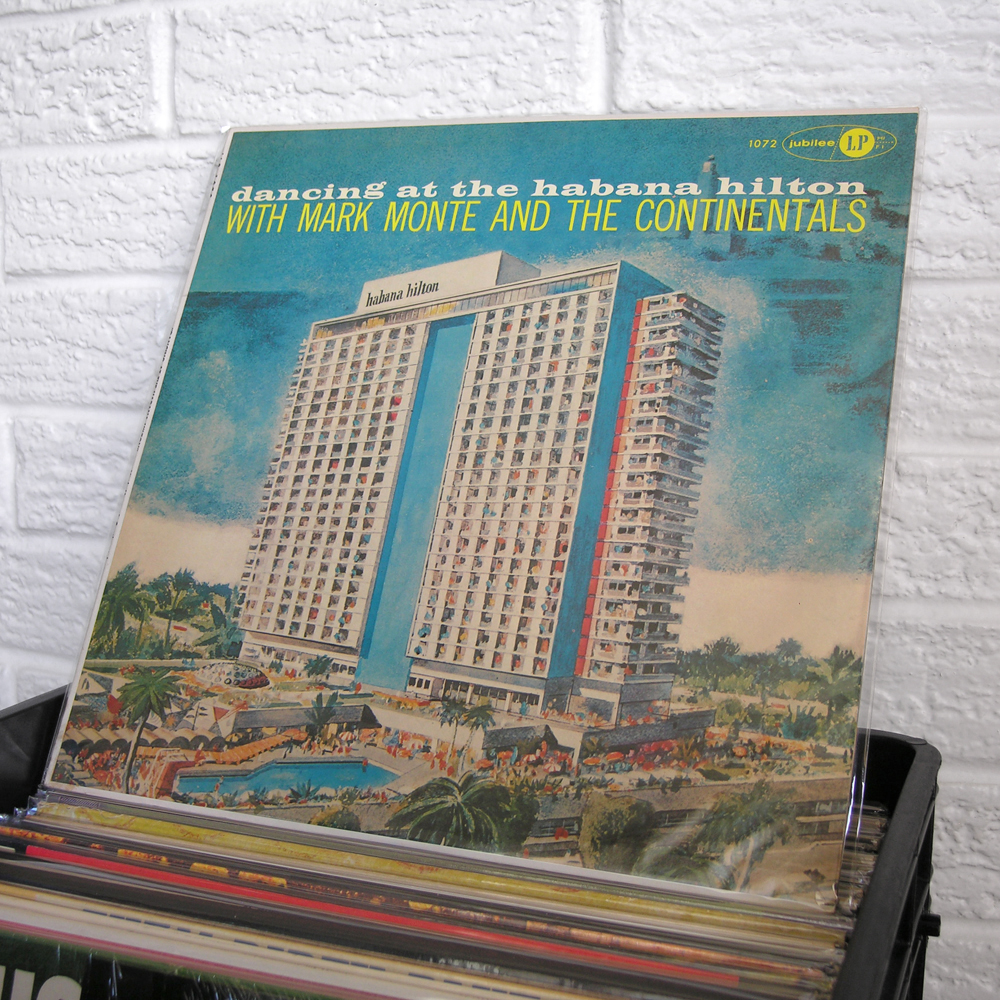 1072 jubilee LP
dancing at the habana hilton
WITH MARK MONTE AND THE CONTINENTALS
habana hilton